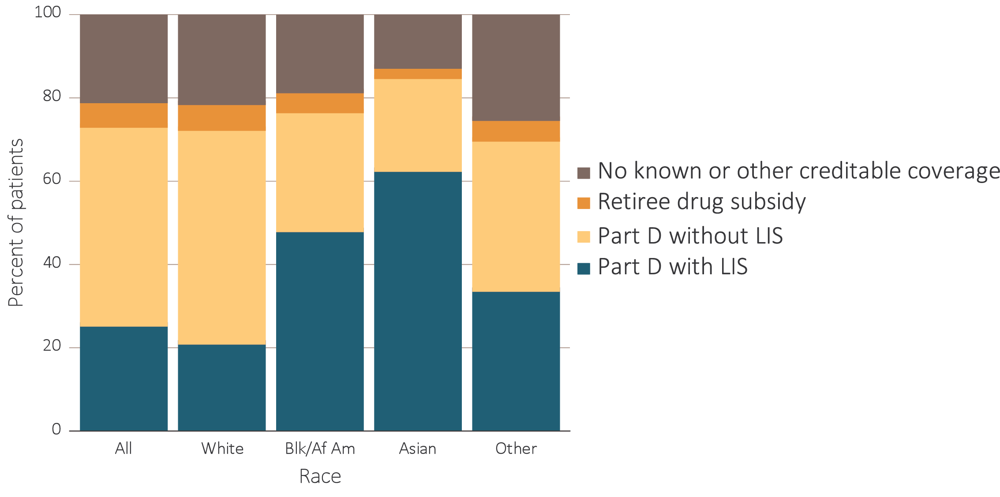 100
80
60
40
20
0
Percent of patients
All
White
Blk/Af Am
Asian
Other
Race
No known or other creditable coverage
Retiree drug subsidy
Part D without LIS
Part D with LIS